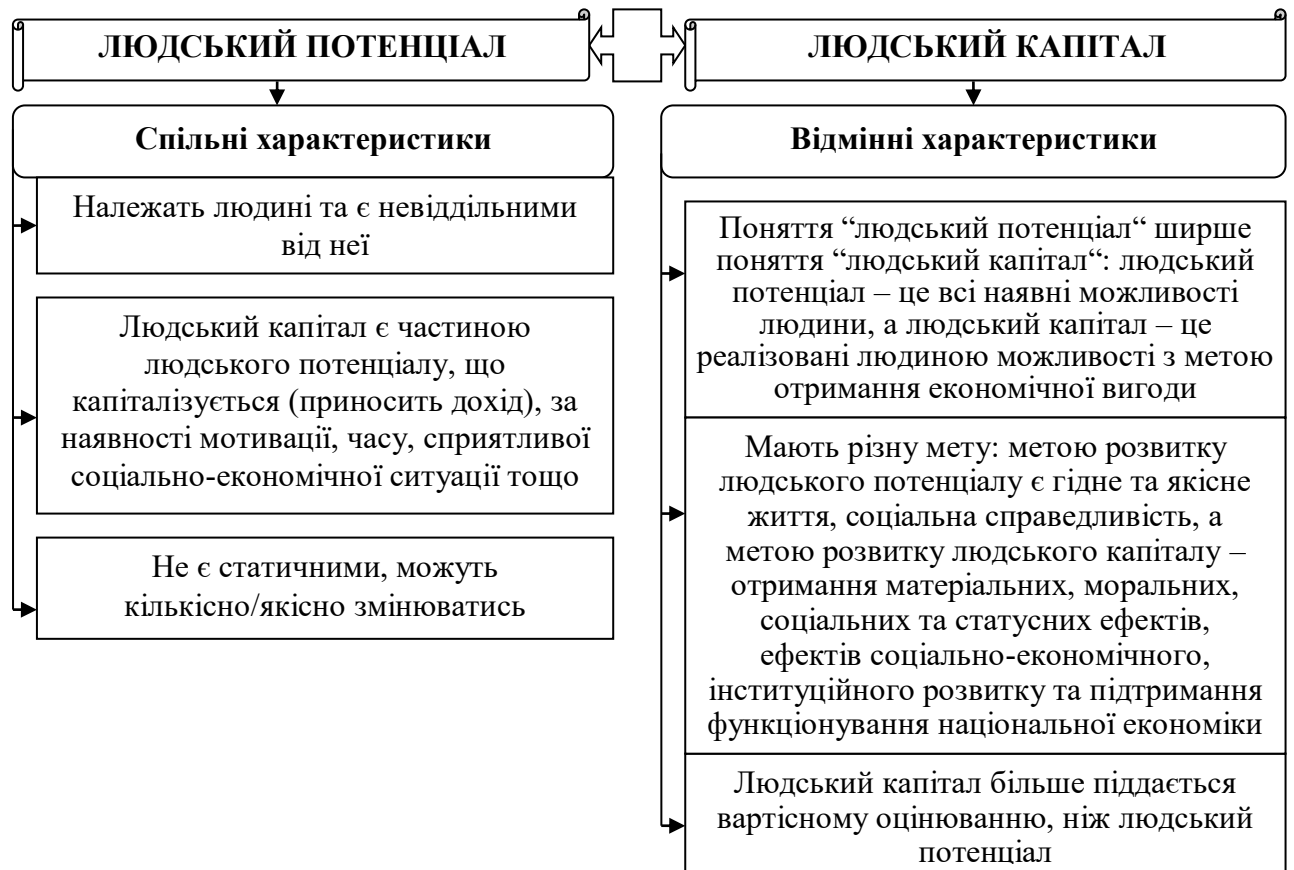 ЛЮДСЬКИЙ ПОТЕНЦІАЛ
ЛЮДСЬКИЙ КАПІТАЛ
Спільні характеристики
Належать людині та є невіддільними
від неї
Людський капітал є частиною
людського потенціалу, що
капіталізується (приносить дохід), за
наявності мотивації, часу, сприятливої
соціально-економічної ситуації тощо
Не є статичними, можуть
кількісно/якісно змінюватись
Відмінні характеристики
Поняття “людський потенціал“ ширше
поняття “людський капітал“: людський
потенціал – це всі наявні можливості
людини, а людський капітал – це
реалізовані людиною можливості з метою
отримання економічної вигоди
Мають різну мету: метою розвитку
людського потенціалу є гідне та якісне
життя, соціальна справедливість, а
метою розвитку людського капіталу –
отримання матеріальних, моральних,
соціальних та статусних ефектів,
ефектів соціально-економічного,
інституційного розвитку та підтримання
функціонування національної економіки
Людський капітал більше піддається
вартісному оцінюванню, ніж людський
потенціал